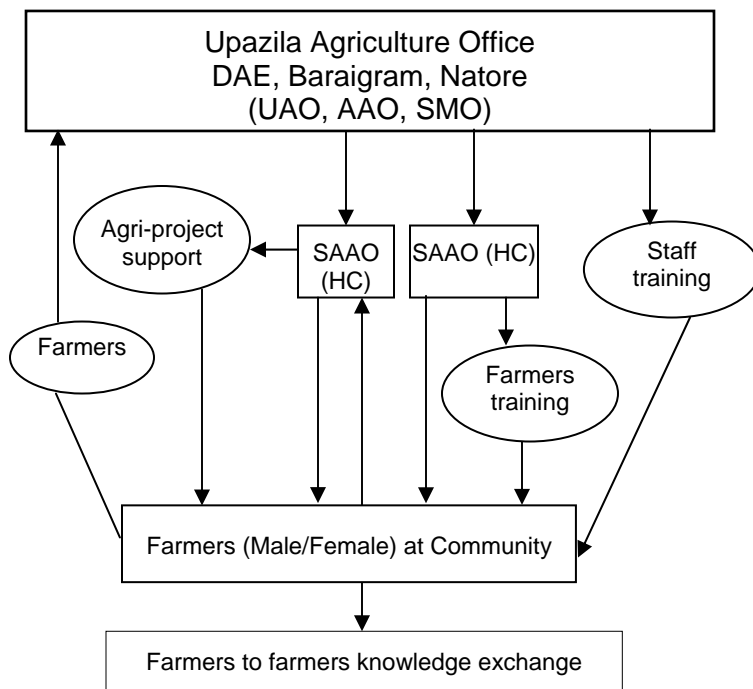 Upazila Agriculture Office
DAE, Baraigram, Natore
(UAO, AAO, SMO)
Agri-project
support
SAAO
(HC)
SAAO (HC)
Staff
training
Farmers
Farmers
training
Farmers (Male/Female) at Community
Farmers to farmers knowledge exchange